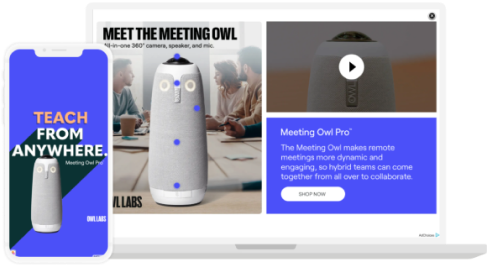 MEET THE MEETING OWL
All-in-one 360° camera, speaker, and mic.
OWL
OWL LABS
OWL
Meeting Owl Pro™
The Meeting Owl makes remote
meetings more dynamic and
engaging, so hybrid teams can come
together from all over to collaborate.
SHOP NOW
TEACH
FROM
ANYWHERE.
Meeting Owl Pro
OWL LABS